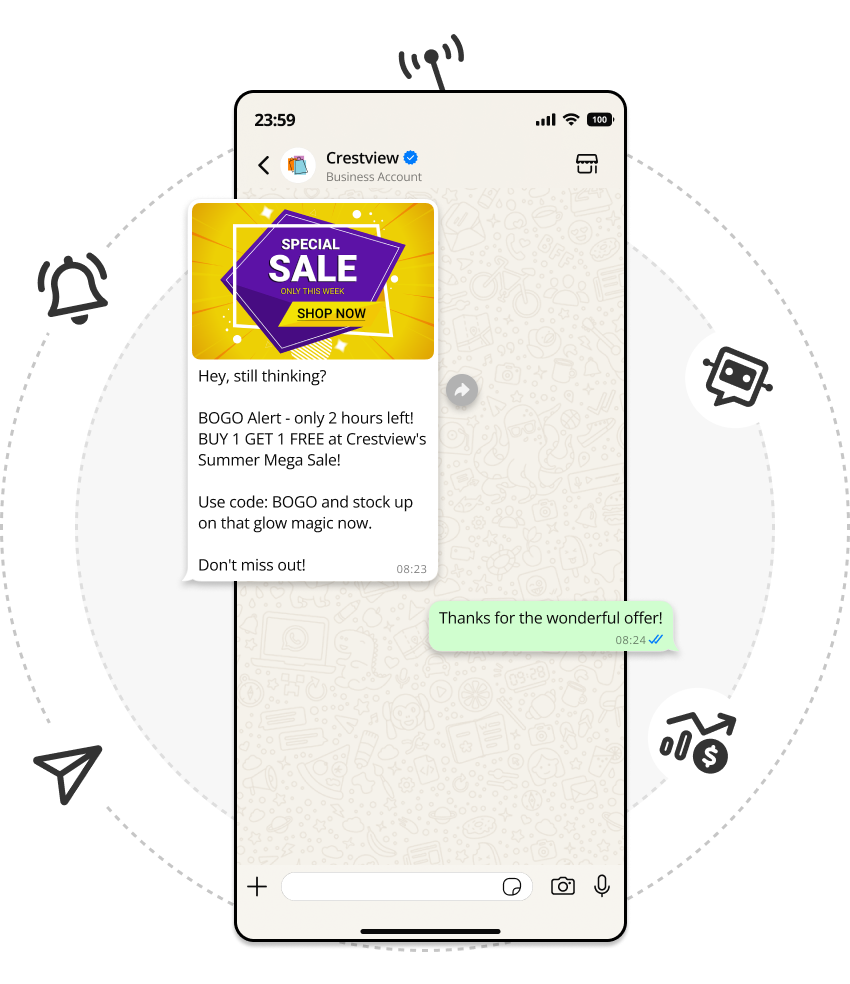 23:59
100
Crestview
Business Account
SPECIAL
SALE
ONLY THIS WEEK
SHOP NOW
Hey, still thinking?
BOGO Alert - only 2 hours left!
BUY 1 GET 1 FREE at Crestview's
Summer Mega Sale!
Use code: BOGO and stock up
on that glow magic now.
Don't miss out!
08:23
Thanks for the wonderful offer!
08:24
09:26
$